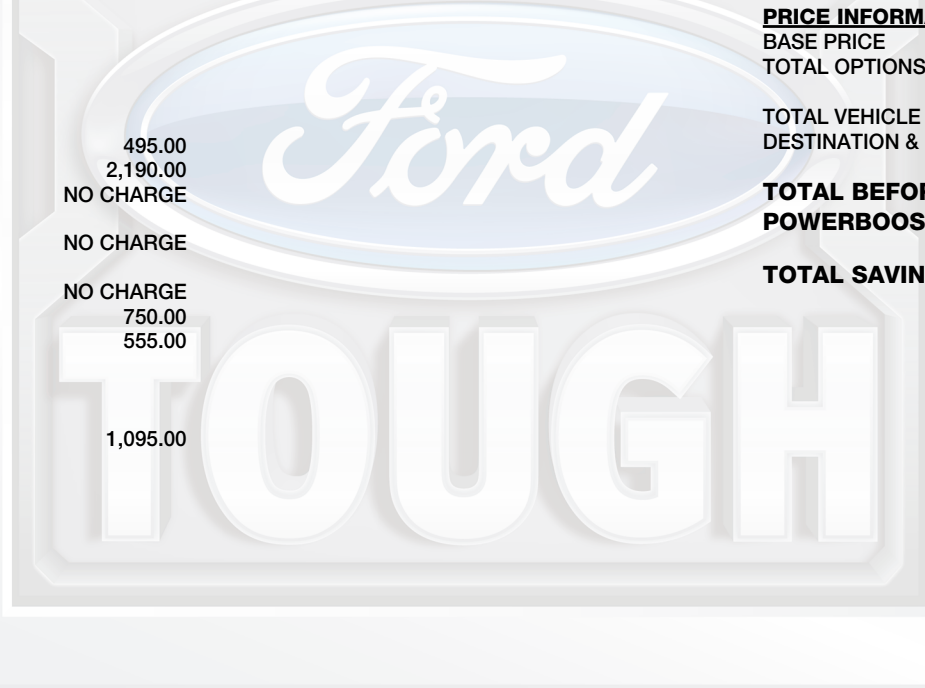 495.00
2,190.00
NO CHARGE
NO CHARGE
NO CHARGE
750.00
555.00
1,095.00
PRICE INFORMA
BASE PRICE
TOTAL OPTIONS
TOTAL VEHICLE
DESTINATION &
TOTAL BEFOR
POWERBOOS
TOTAL SAVIN
Ford
TOUGH